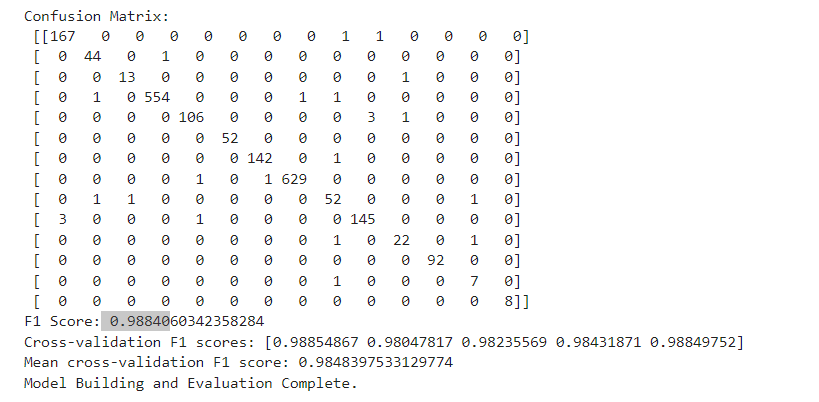 Confusion Matrix:
[[167 0 0 0 0 0 0 0 1 1 0 0 0 0]
[ 0 44 0 1 0 0 0 0 0 0 0 0 0 0]
[ 0 0 13 0 0 0 0 0 0 0 1 0 0 0]
[ 0 1 0 554 0 0 0 1 1 0 0 0 0 0]
[ 0 0 0 0 106 0 0 0 0 3 1 0 0 0]
[ 0 0 0 0 0 52 0 0 0 0 0 0 0 0]
[ 0 0 0 0 0 0 142 0 1 0 0 0 0 0]
[ 0 0 0 0 1 0 1 629 0 0 0 0 0 0]
[ 0 1 1 0 0 0 0 0 52 0 0 0 1 0]
[ 3 0 0 0 1 0 0 0 0 145 0 0 0 0]
[ 0 0 0 0 0 0 0 0 1 0 22 0 1 0]
[ 0 0 0 0 0 0 0 0 0 0 0 92 0 0]
[ 0 0 0 0 0 0 0 0 1 0 0 0 7 0]
[ 0 0 0 0 0 0 0 0 0 0 0 0 0 8]]
F1 Score: 0.9884060342358284
Cross-validation F1 scores: [0.98854867 0.98047817 0.98235569 0.98431871 0.98849752]
Mean cross-validation F1 score: 0.9848397533129774
Model Building and Evaluation Complete.